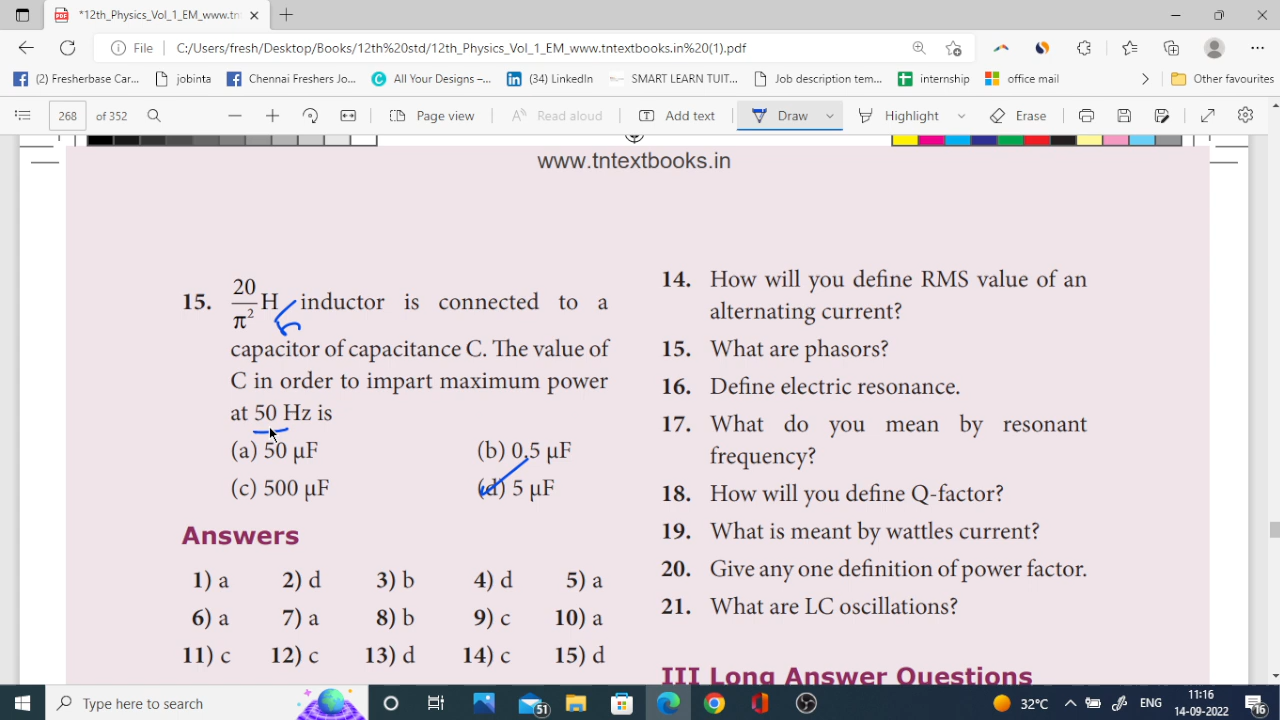 *12th_Physics_Vol_1_EM_www.tn
File
C:/Users/fresh/Desktop/Books/12th%20std/12th_Physics_Vol_1_EM_www.tntextbooks.in%20(1).pdf
(2) Fresherbase Car...
jobinta
Chennai Freshers Jo...
All Your Designs –...
(34) LinkedIn
SMART LEARN TUIT...
Job description tem...
internship
office mail
Other favourites
268 of 352
Page view
Read aloud
Add text
Draw
Highlight
Erase
www.tntextbooks.in
15. 20/π² H inductor is connected to a
capacitor of capacitance C. The value of
C in order to impart maximum power
at 50 Hz is
(a) 50 μF (b) 0.5 μF
(c) 500 μF (d) 5 μF
Answers
1) a 2) d 3) b 4) d 5) a
6) a 7) a 8) b 9) c 10) a
11) c 12) c 13) d 14) c 15) d
14. How will you define RMS value of an
alternating current?
15. What are phasors?
16. Define electric resonance.
17. What do you mean by resonant
frequency?
18. How will you define Q-factor?
19. What is meant by wattles current?
20. Give any one definition of power factor.
21. What are LC oscillations?
III Long Answer Questions
Type here to search
51
32°C
ENG
11:16
14-09-2022
16